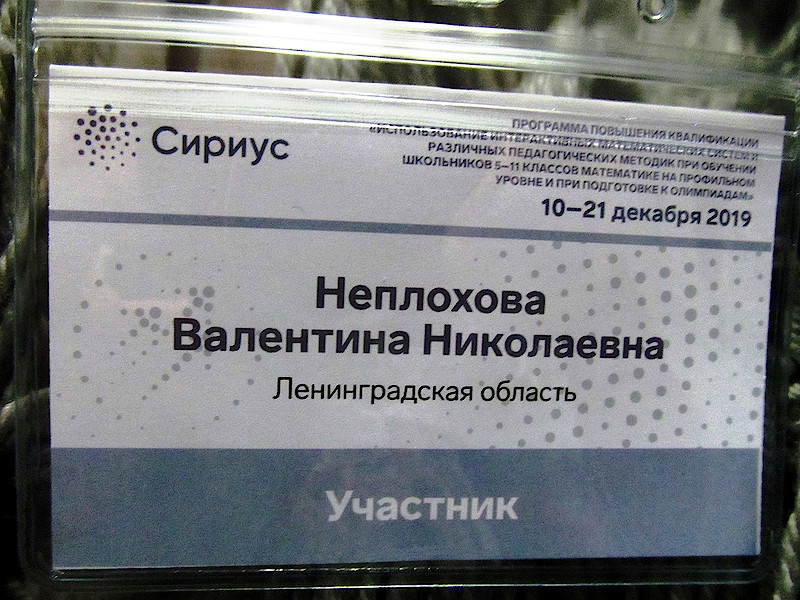 Сириус
ПРОГРАММА ПОВЫШЕНИЯ КВАЛИФИКАЦИИ
«ИСПОЛЬЗОВАНИЕ ИНТЕРАКТИВНЫХ МАТЕМАТИЧЕСКИХ СИСТЕМ И
РАЗЛИЧНЫХ ПЕДАГОГИЧЕСКИХ МЕТОДИК ПРИ ОБУЧЕНИИ
ШКОЛЬНИКОВ 5–11 КЛАССОВ МАТЕМАТИКЕ НА ПРОФИЛЬНОМ
УРОВНЕ И ПРИ ПОДГОТОВКЕ К ОЛИМПИАДАМ»
10–21 декабря 2019
Неплохова
Валентина Николаевна
Ленинградская область
Участник